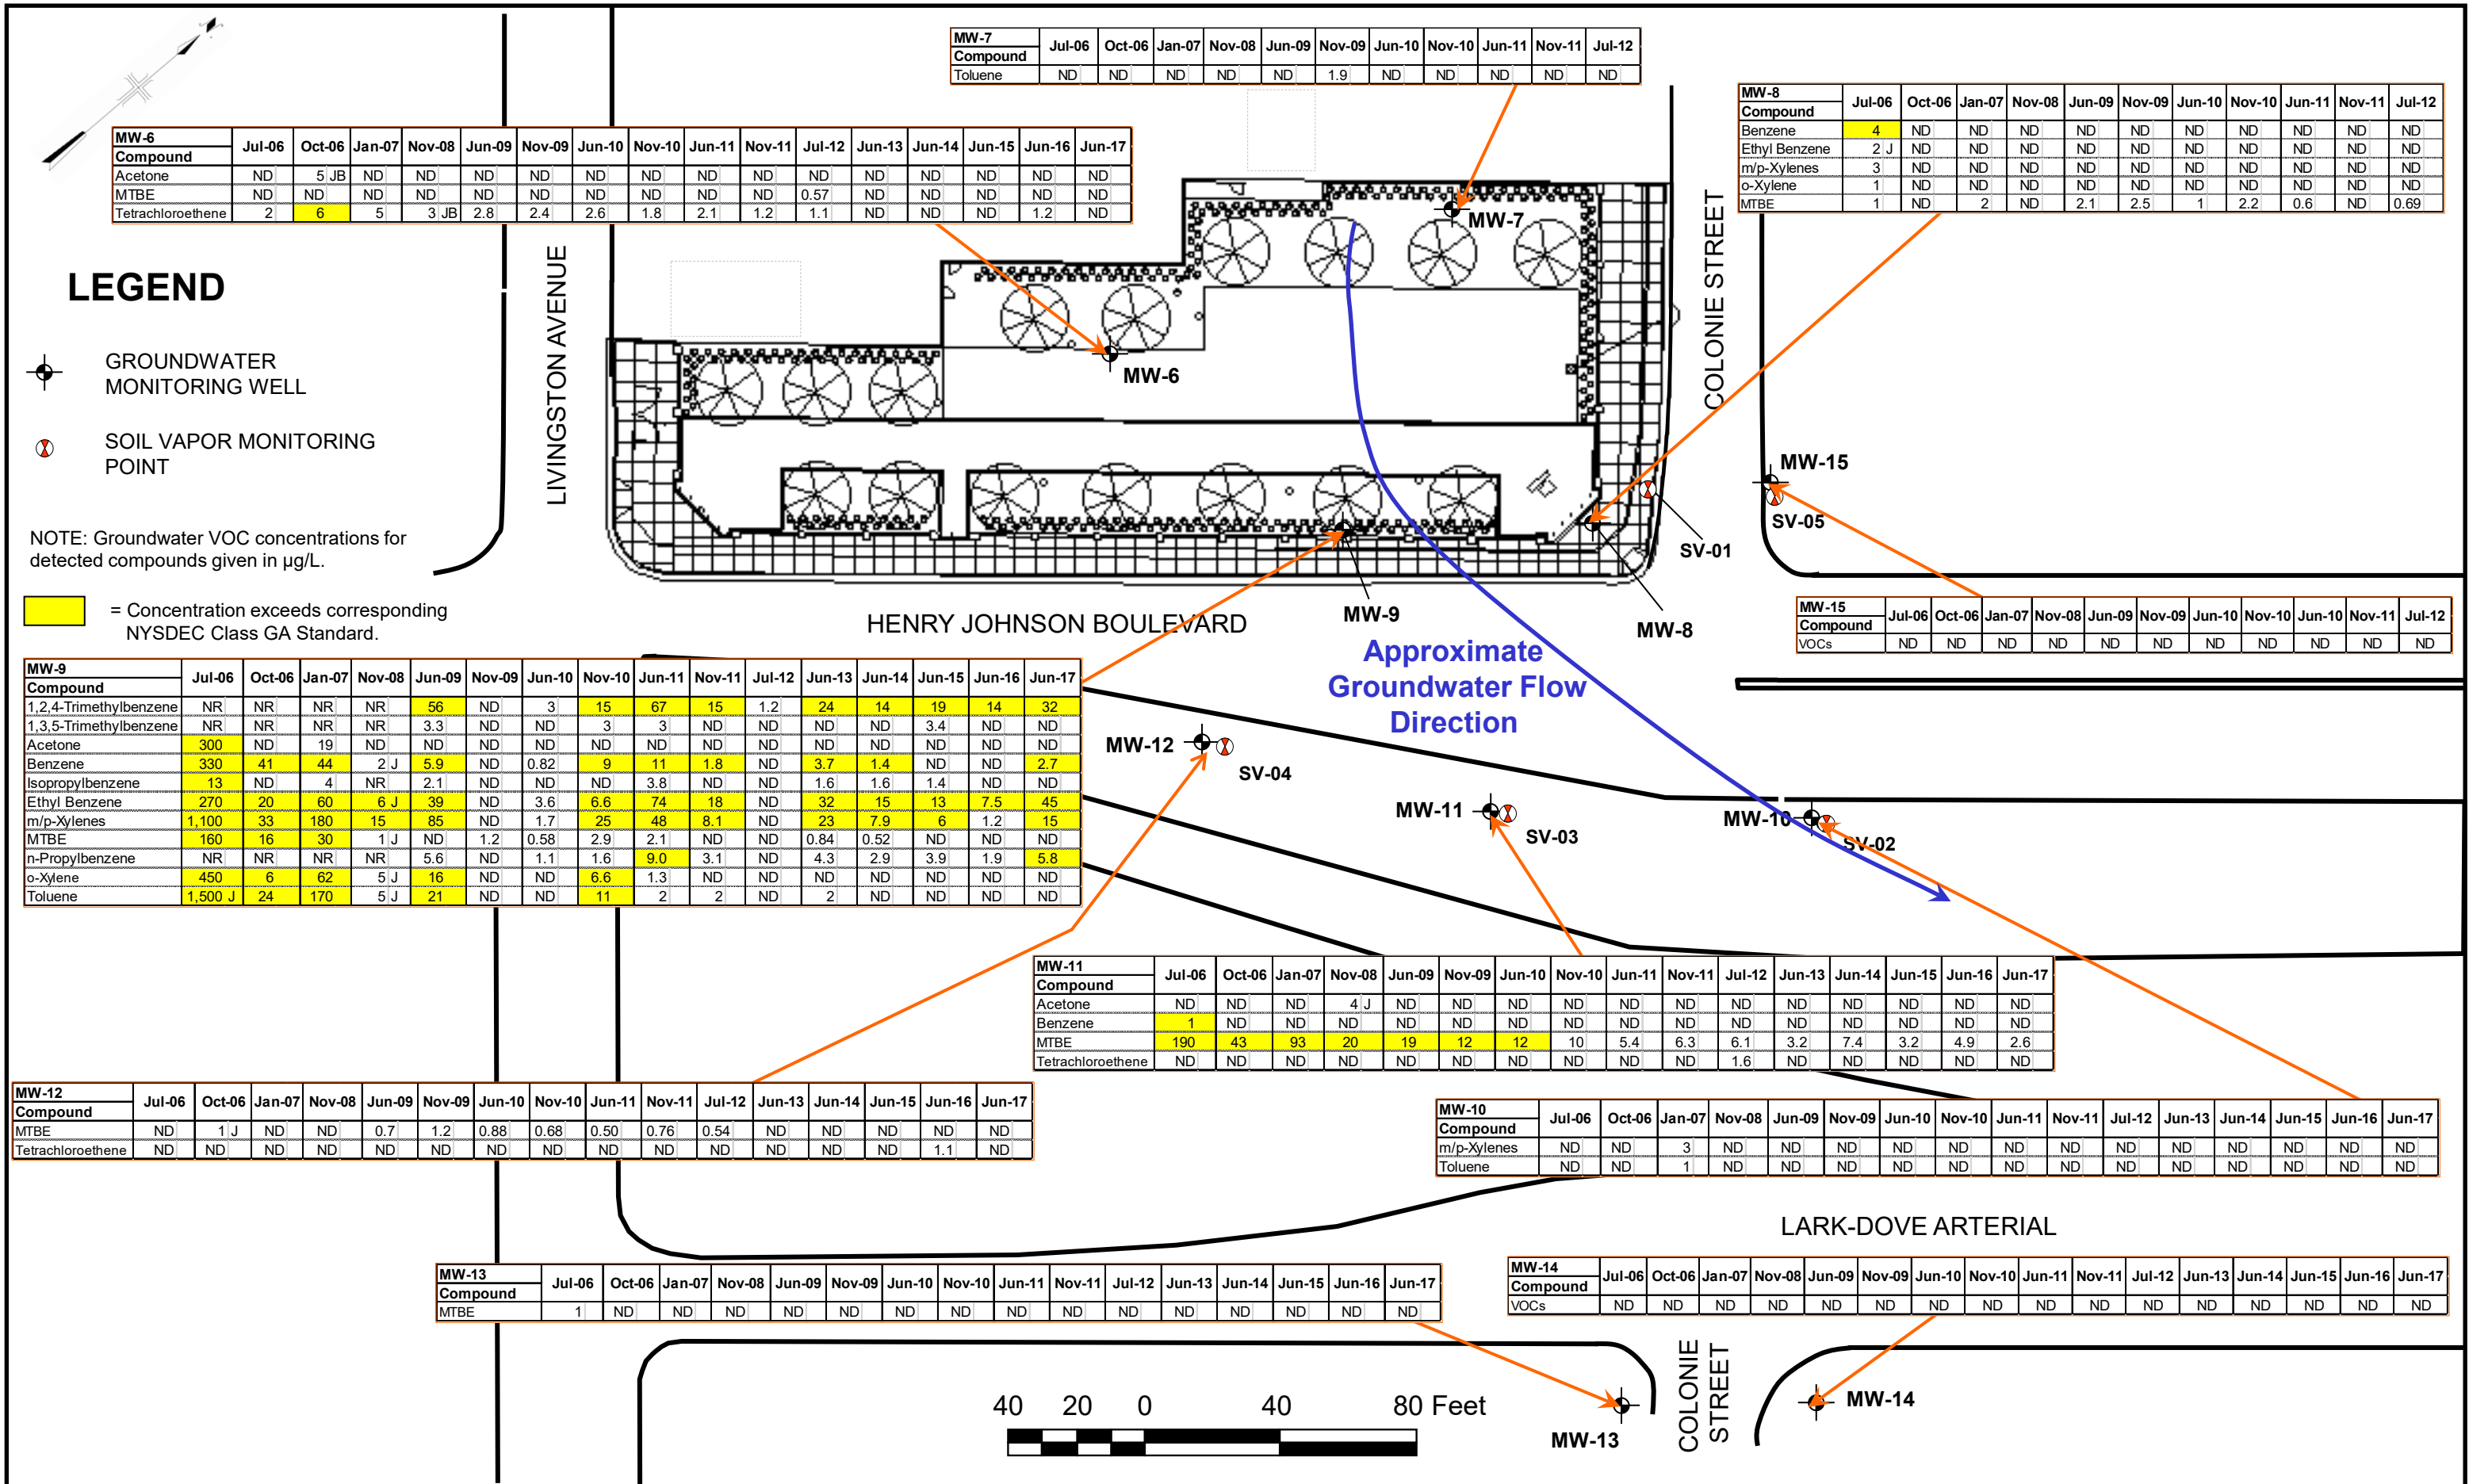 MW-7 Jul-06 Oct-06 Jan-07 Nov-08 Jun-09 Nov-09 Jun-10 Nov-10 Jun-11 Nov-11 Jul-12
Compound
Toluene ND ND ND ND ND 1.9 ND ND ND ND ND
MW-8 Jul-06 Oct-06 Jan-07 Nov-08 Jun-09 Nov-09 Jun-10 Nov-10 Jun-11 Nov-11 Jul-12
Compound
Benzene 4 ND ND ND ND ND ND ND ND ND ND
Ethyl Benzene 2 J ND ND ND ND ND ND ND ND ND ND
m/p-Xylenes 3 ND ND ND ND ND ND ND ND ND ND
o-Xylene 1 ND ND ND ND ND ND ND ND ND ND
MTBE 1 ND 2 ND 2.1 2.5 1 2.2 0.6 ND 0.69
MW-6 Jul-06 Oct-06 Jan-07 Nov-08 Jun-09 Nov-09 Jun-10 Nov-10 Jun-11 Nov-11 Jul-12 Jun-13 Jun-14 Jun-15 Jun-16 Jun-17
Compound
Acetone ND 5 JB ND ND ND ND ND ND ND ND ND ND ND ND ND ND
MTBE ND ND ND ND ND ND ND ND ND ND 0.57 ND ND ND ND ND
Tetrachloroethene 2 6 5 3 JB 2.8 2.4 2.6 1.8 2.1 1.2 1.1 ND ND ND 1.2 ND
LEGEND
GROUNDWATER
MONITORING WELL
SOIL VAPOR MONITORING
POINT
NOTE: Groundwater VOC concentrations for
detected compounds given in µg/L.
= Concentration exceeds corresponding
NYSDEC Class GA Standard.
LIVINGSTON AVENUE
COLONIE STREET
MW-7
MW-6
MW-15
SV-05
SV-01
MW-9
MW-8
HENRY JOHNSON BOULEVARD
Approximate
Groundwater Flow
Direction
MW-15 Jul-06 Oct-06 Jan-07 Nov-08 Jun-09 Nov-09 Jun-10 Nov-10 Jun-10 Nov-11 Jul-12
Compound
VOCs ND ND ND ND ND ND ND ND ND ND ND
MW-9 Jul-06 Oct-06 Jan-07 Nov-08 Jun-09 Nov-09 Jun-10 Nov-10 Jun-11 Nov-11 Jul-12 Jun-13 Jun-14 Jun-15 Jun-16 Jun-17
Compound
1,2,4-Trimethylbenzene NR NR NR NR 56 ND 3 15 67 15 1.2 24 14 19 14 32
1,3,5-Trimethylbenzene NR NR NR NR 3.3 ND ND 3 3 ND ND ND ND 3.4 ND ND
Acetone 300 ND 19 ND ND ND ND ND ND ND ND ND ND ND ND ND
Benzene 330 41 44 2 J 5.9 ND 0.82 9 11 1.8 ND 3.7 1.4 ND ND 2.7
Isopropylbenzene 13 ND 4 NR 2.1 ND ND ND 3.8 ND ND 1.6 1.6 1.4 ND ND
Ethyl Benzene 270 20 60 6 J 39 ND 3.6 6.6 74 18 ND 32 15 13 7.5 45
m/p-Xylenes 1,100 33 180 15 85 ND 1.7 25 48 8.1 ND 23 7.9 6 1.2 15
MTBE 160 16 30 1 J ND 1.2 0.58 2.9 2.1 ND ND 0.84 0.52 ND ND ND
n-Propylbenzene NR NR NR NR 5.6 ND 1.1 1.6 9.0 3.1 ND 4.3 2.9 3.9 1.9 5.8
o-Xylene 450 6 62 5 J 16 ND ND 6.6 1.3 ND ND ND ND ND ND ND
Toluene 1,500 J 24 170 5 J 21 ND ND 11 2 2 ND 2 ND ND ND ND
MW-12
SV-04
MW-11
SV-03
MW-10
SV-02
MW-11 Jul-06 Oct-06 Jan-07 Nov-08 Jun-09 Nov-09 Jun-10 Nov-10 Jun-11 Nov-11 Jul-12 Jun-13 Jun-14 Jun-15 Jun-16 Jun-17
Compound
Acetone ND ND ND 4 J ND ND ND ND ND ND ND ND ND ND ND ND
Benzene 1 ND ND ND ND ND ND ND ND ND ND ND ND ND ND ND
MTBE 190 43 93 20 19 12 12 10 5.4 6.3 6.1 3.2 7.4 3.2 4.9 2.6
Tetrachloroethene ND ND ND ND ND ND ND ND ND ND 1.6 ND ND ND ND ND
MW-12 Jul-06 Oct-06 Jan-07 Nov-08 Jun-09 Nov-09 Jun-10 Nov-10 Jun-11 Nov-11 Jul-12 Jun-13 Jun-14 Jun-15 Jun-16 Jun-17
Compound
MTBE ND 1 J ND ND 0.7 1.2 0.88 0.68 0.50 0.76 0.54 ND ND ND ND ND
Tetrachloroethene ND ND ND ND ND ND ND ND ND ND ND ND ND ND 1.1 ND
MW-10 Jul-06 Oct-06 Jan-07 Nov-08 Jun-09 Nov-09 Jun-10 Nov-10 Jun-11 Nov-11 Jul-12 Jun-13 Jun-14 Jun-15 Jun-16 Jun-17
Compound
m/p-Xylenes ND ND 3 ND ND ND ND ND ND ND ND ND ND ND ND ND
Toluene ND ND 1 ND ND ND ND ND ND ND ND ND ND ND ND ND
LARK-DOVE ARTERIAL
MW-13 Jul-06 Oct-06 Jan-07 Nov-08 Jun-09 Nov-09 Jun-10 Nov-10 Jun-11 Nov-11 Jul-12 Jun-13 Jun-14 Jun-15 Jun-16 Jun-17
Compound
MTBE 1 ND ND ND ND ND ND ND ND ND ND ND ND ND ND ND
MW-14 Jul-06 Oct-06 Jan-07 Nov-08 Jun-09 Nov-09 Jun-10 Nov-10 Jun-11 Nov-11 Jul-12 Jun-13 Jun-14 Jun-15 Jun-16 Jun-17
Compound
VOCs ND ND ND ND ND ND ND ND ND ND ND ND ND ND ND ND
40 20 0 40 80 Feet
MW-13
COLONIE
STREET
MW-14